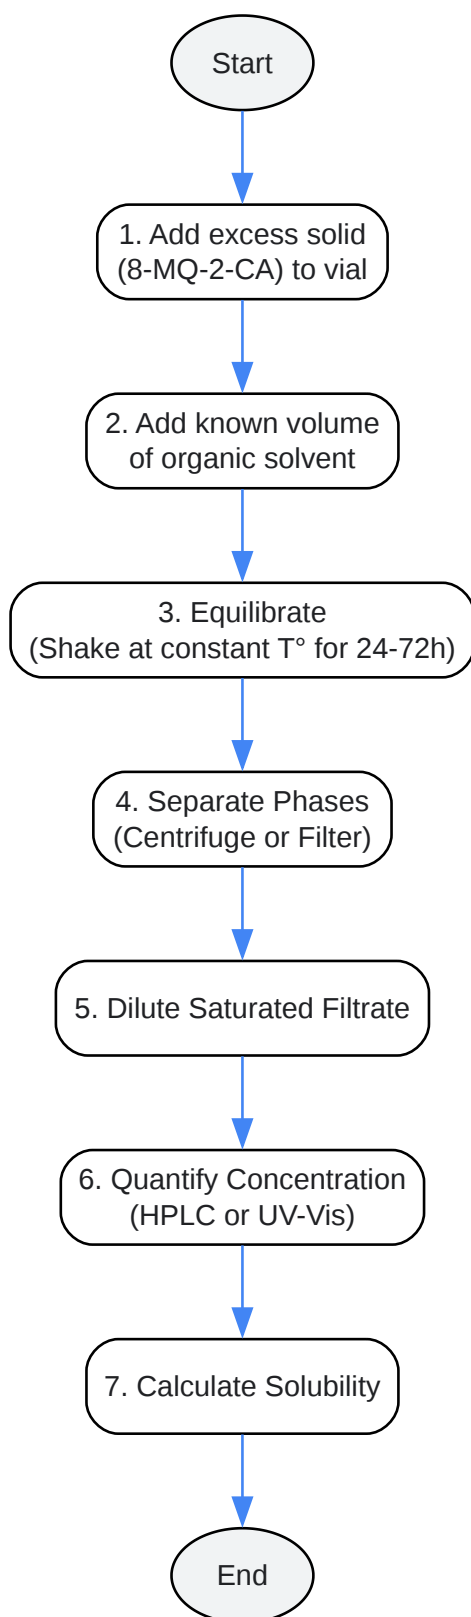 Start
1. Add excess solid
(8-MQ-2-CA) to vial
2. Add known volume
of organic solvent
3. Equilibrate
(Shake at constant T° for 24-72h)
4. Separate Phases
(Centrifuge or Filter)
5. Dilute Saturated Filtrate
6. Quantify Concentration
(HPLC or UV-Vis)
7. Calculate Solubility
End